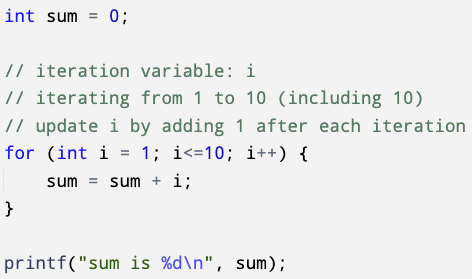 int sum = 0;
// iteration variable: i
// iterating from 1 to 10 (including 10)
// update i by adding 1 after each iteration
for (int i = 1; i<=10; i++) {
    sum = sum + i;
}
printf("sum is %d\n", sum);